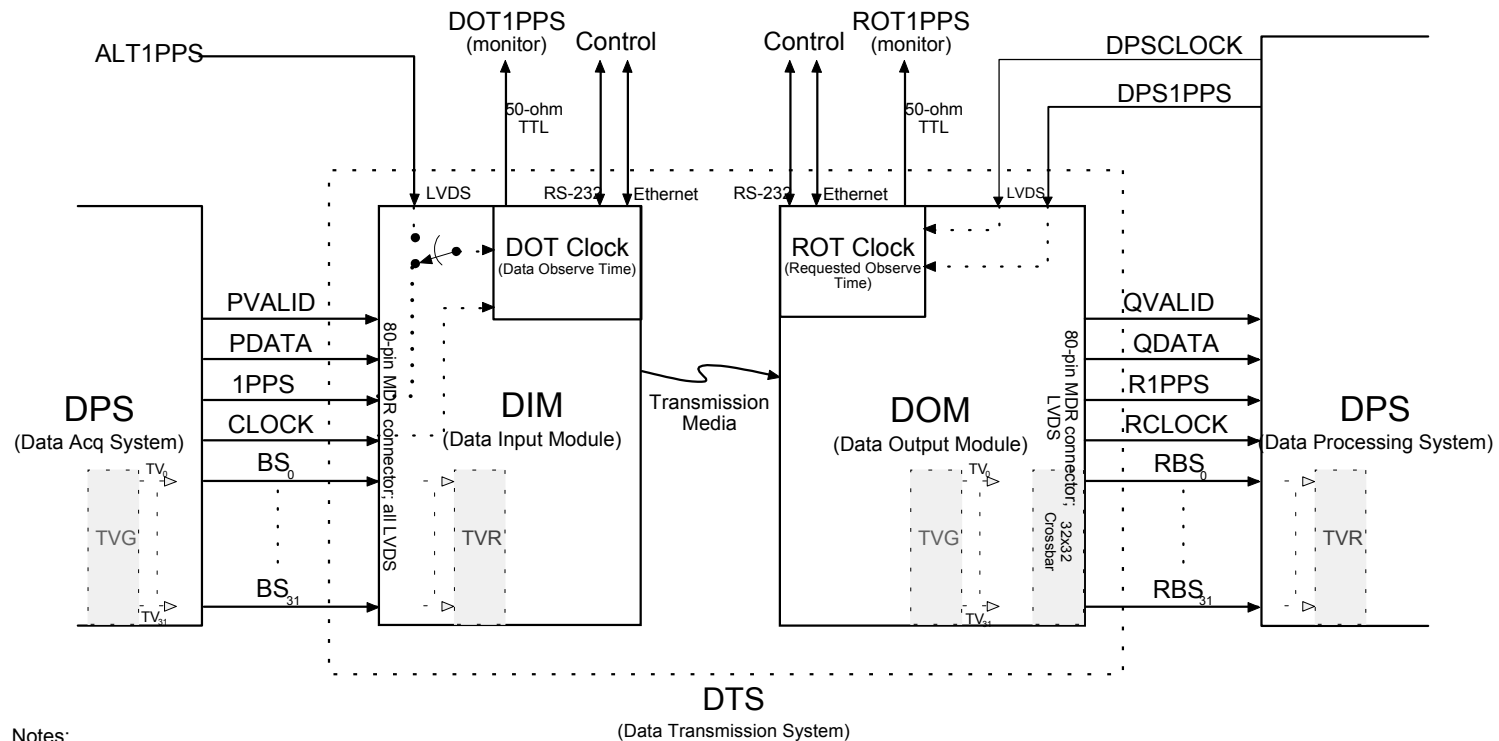 DOT1PPS
(monitor)
Control
Control
ROT1PPS
(monitor)
DPSCLOCK
ALT1PPS
DPS1PPS
50-ohm
TTL
50-ohm
TTL
LVDS
RS-232
Ethernet
RS-232
Ethernet
LVDS
DOT Clock
(Data Observe Time)
ROT Clock
(Requested Observe
Time)
PVALID
PDATA
1PPS
CLOCK
BS0
BS31
DPS
(Data Acq System)
TVG
TV0
TV31
80-pin MDR connector; all LVDS
DIM
(Data Input Module)
TVR
Transmission
Media
DOM
(Data Output Module)
TVG
TV0
TV31
80-pin MDR connector;
LVDS
32x32
Crossbar
QVALID
QDATA
R1PPS
RCLOCK
RBS0
RBS31
DPS
(Data Processing System)
TVR
DTS
(Data Transmission System)
Notes: